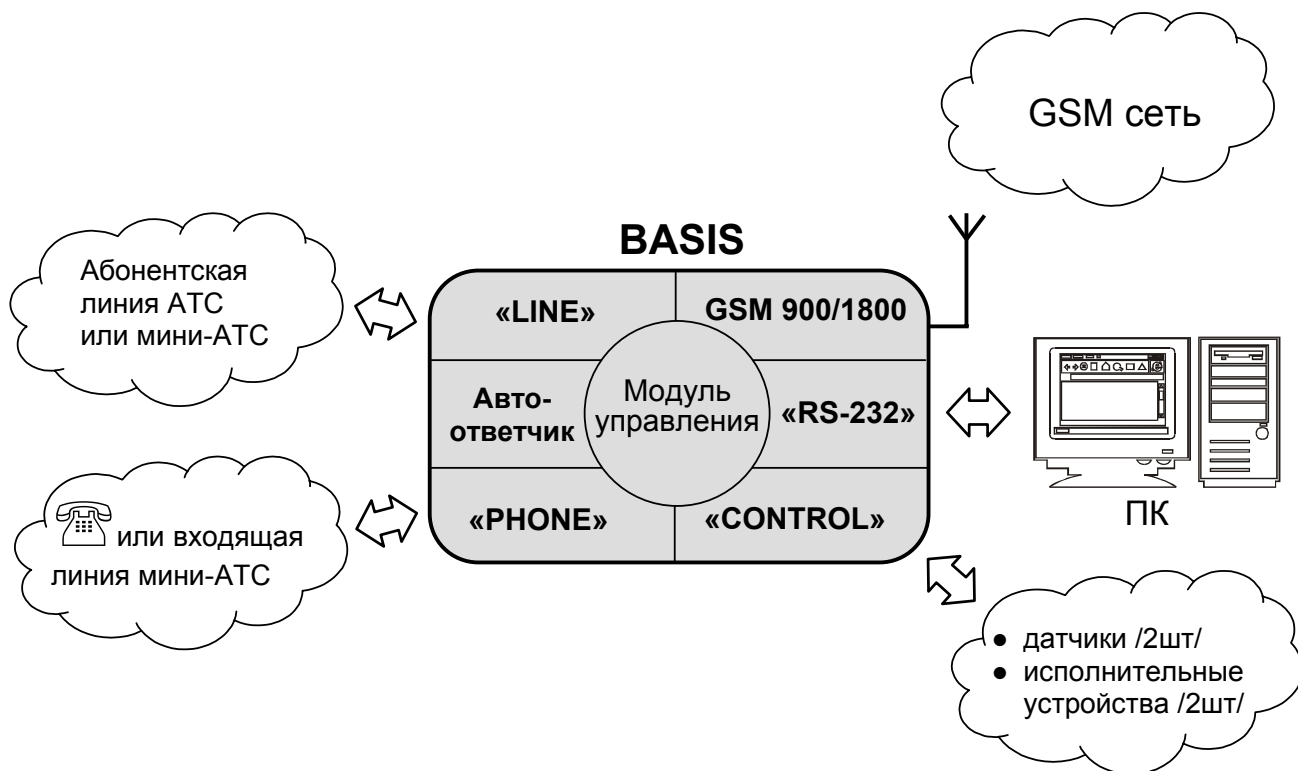 GSM сеть
BASIS
Абонентская
линия АТС
или мини-АТС
«LINE»
GSM 900/1800
Авто-
ответчик
Модуль
управления
«RS-232»
ПК
«PHONE»
«CONTROL»
или входящая
линия мини-АТС
● датчики /2шт/
● исполнительные
устройства /2шт/